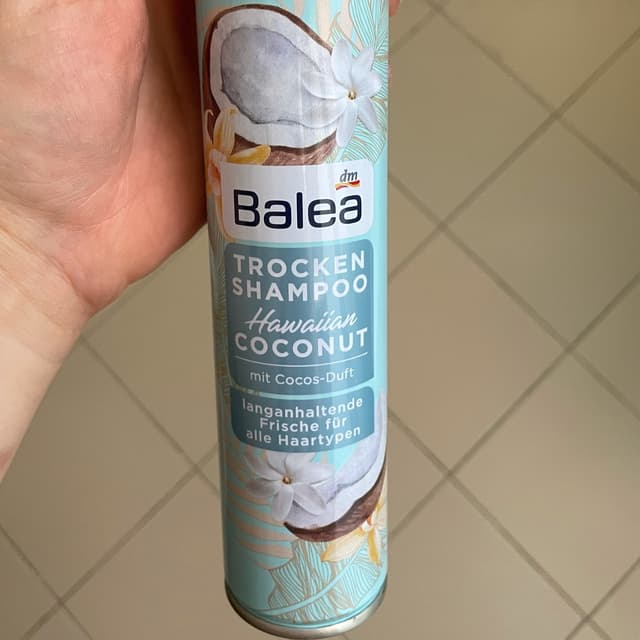 dm
Balea
TROCKEN
SHAMPOO
Hawaiian
COCONUT
mit Cocos-Duft
langanhaltende
Frische für
alle Haartypen